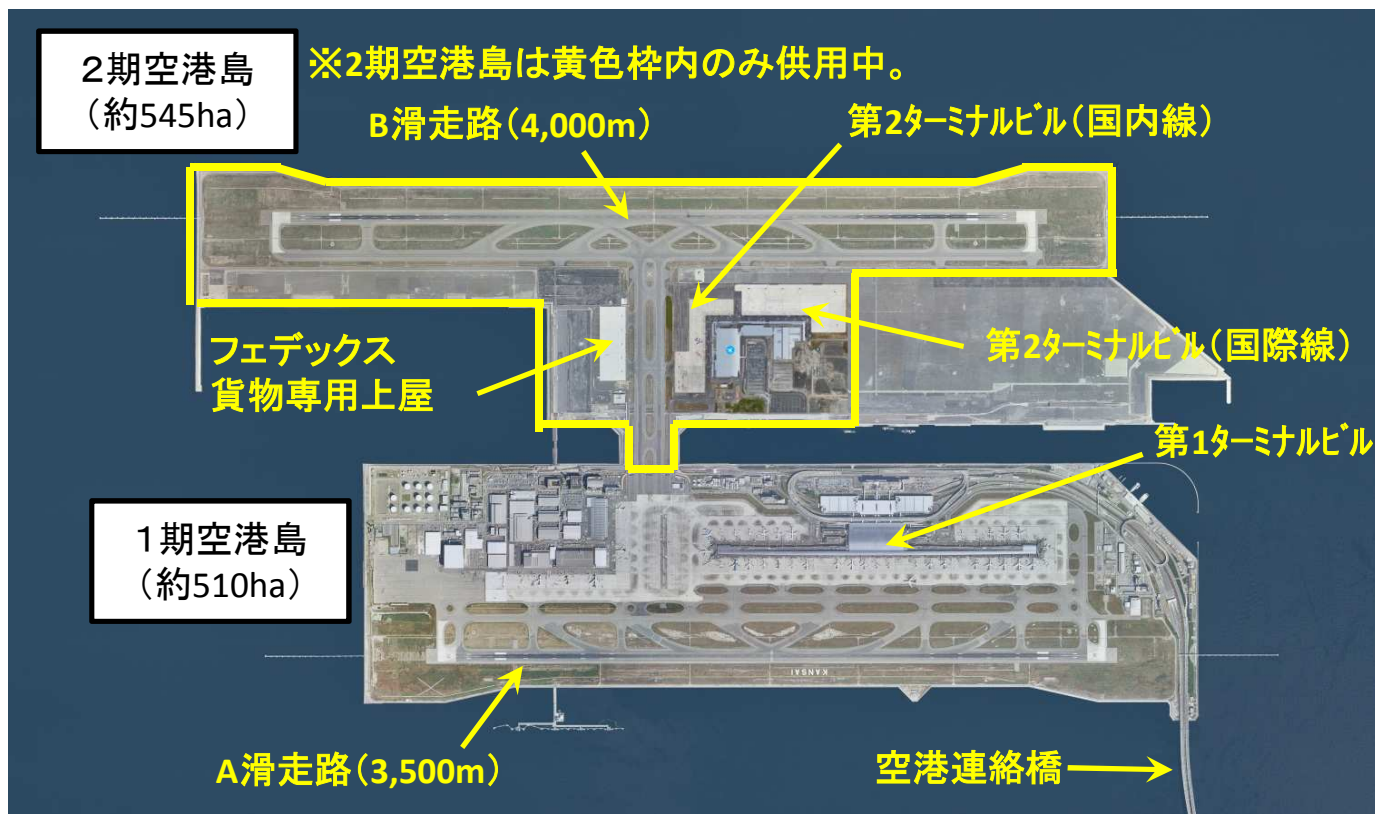 2期空港島
(約545ha)
※2期空港島は黄色枠内のみ供用中。
B滑走路(4,000m)
第2ﾀｰﾐﾅﾙﾋﾞﾙ(国内線)
フェデックス
貨物専用上屋
第2ﾀｰﾐﾅﾙﾋﾞﾙ(国際線)
第1ﾀｰﾐﾅﾙﾋﾞﾙ
1期空港島
(約510ha)
KANSAI
A滑走路(3,500m)
空港連絡橋